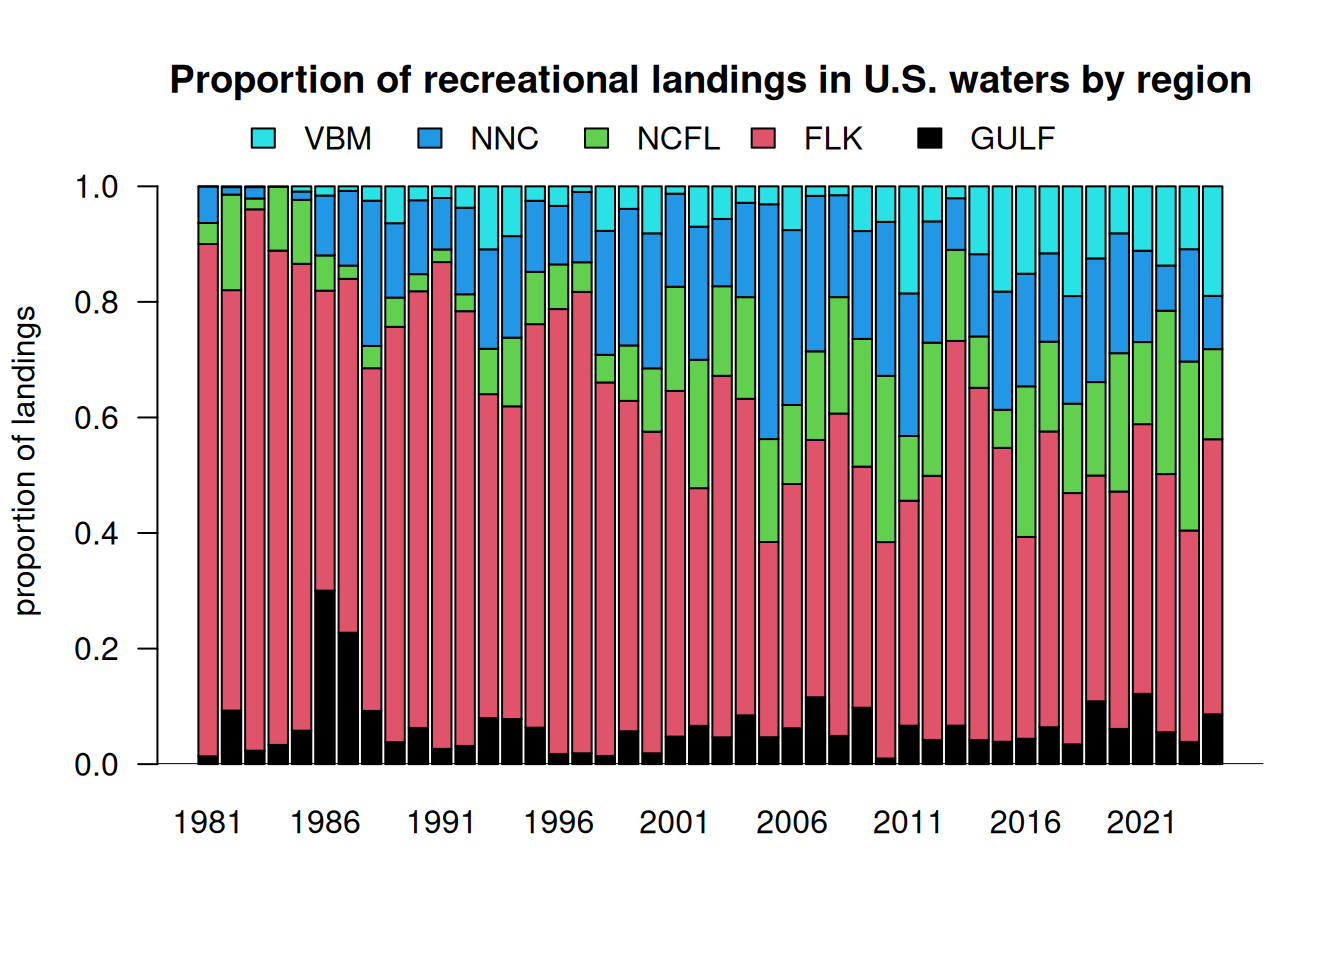 Proportion of recreational landings in U.S. waters by region
VBM NNC NCFL FLK GULF
proportion of landings
1.0
0.8
0.6
0.4
0.2
0.0
1981 1986 1991 1996 2001 2006 2011 2016 2021